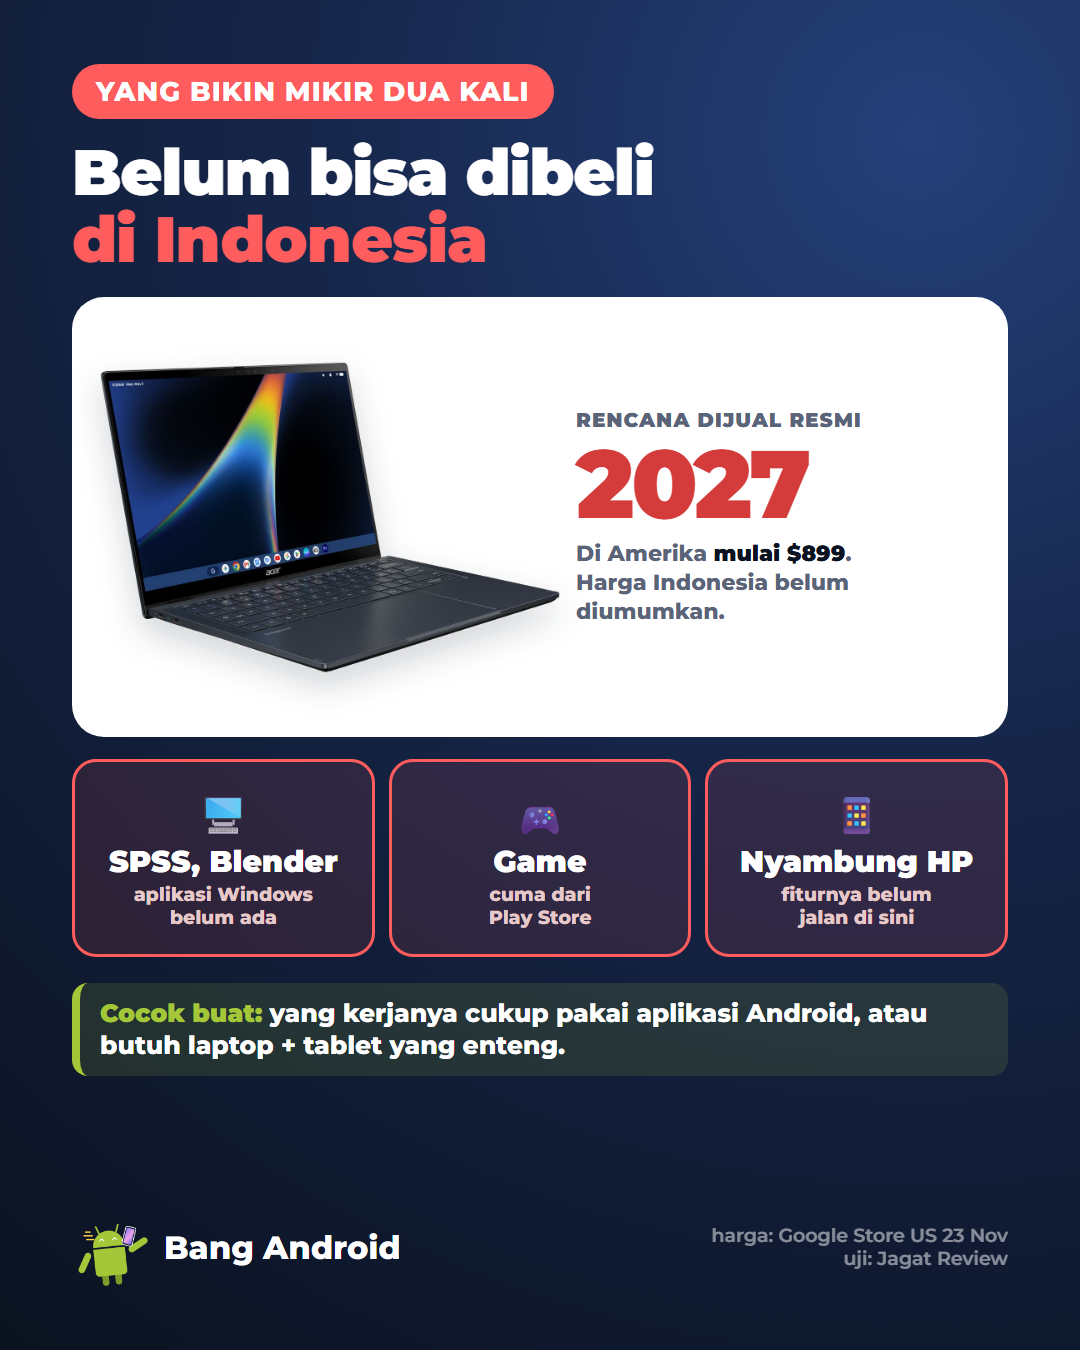 YANG BIKIN MIKIR DUA KALI
Belum bisa dibeli
di Indonesia
acer
RENCANA DIJUAL RESMI
2027
Di Amerika mulai $899.
Harga Indonesia belum
diumumkan.
SPSS, Blender
aplikasi Windows
belum ada
Game
cuma dari
Play Store
Nyambung HP
fiturnya belum
jalan di sini
Cocok buat: yang kerjanya cukup pakai aplikasi Android, atau
butuh laptop + tablet yang enteng.
Bang Android
harga: Google Store US 23 Nov
uji: Jagat Review